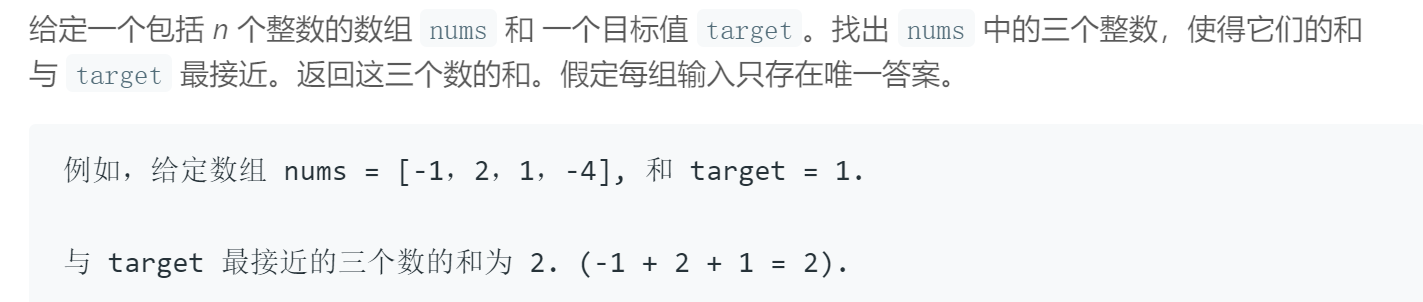 给定一个包括 n 个整数的数组 nums 和 一个目标值 target。找出 nums 中的三个整数，使得它们的和
与 target 最接近。返回这三个数的和。假定每组输入只存在唯一答案。
例如，给定数组 nums = [-1，2，1，-4], 和 target = 1.
与 target 最接近的三个数的和为 2. (-1 + 2 + 1 = 2).